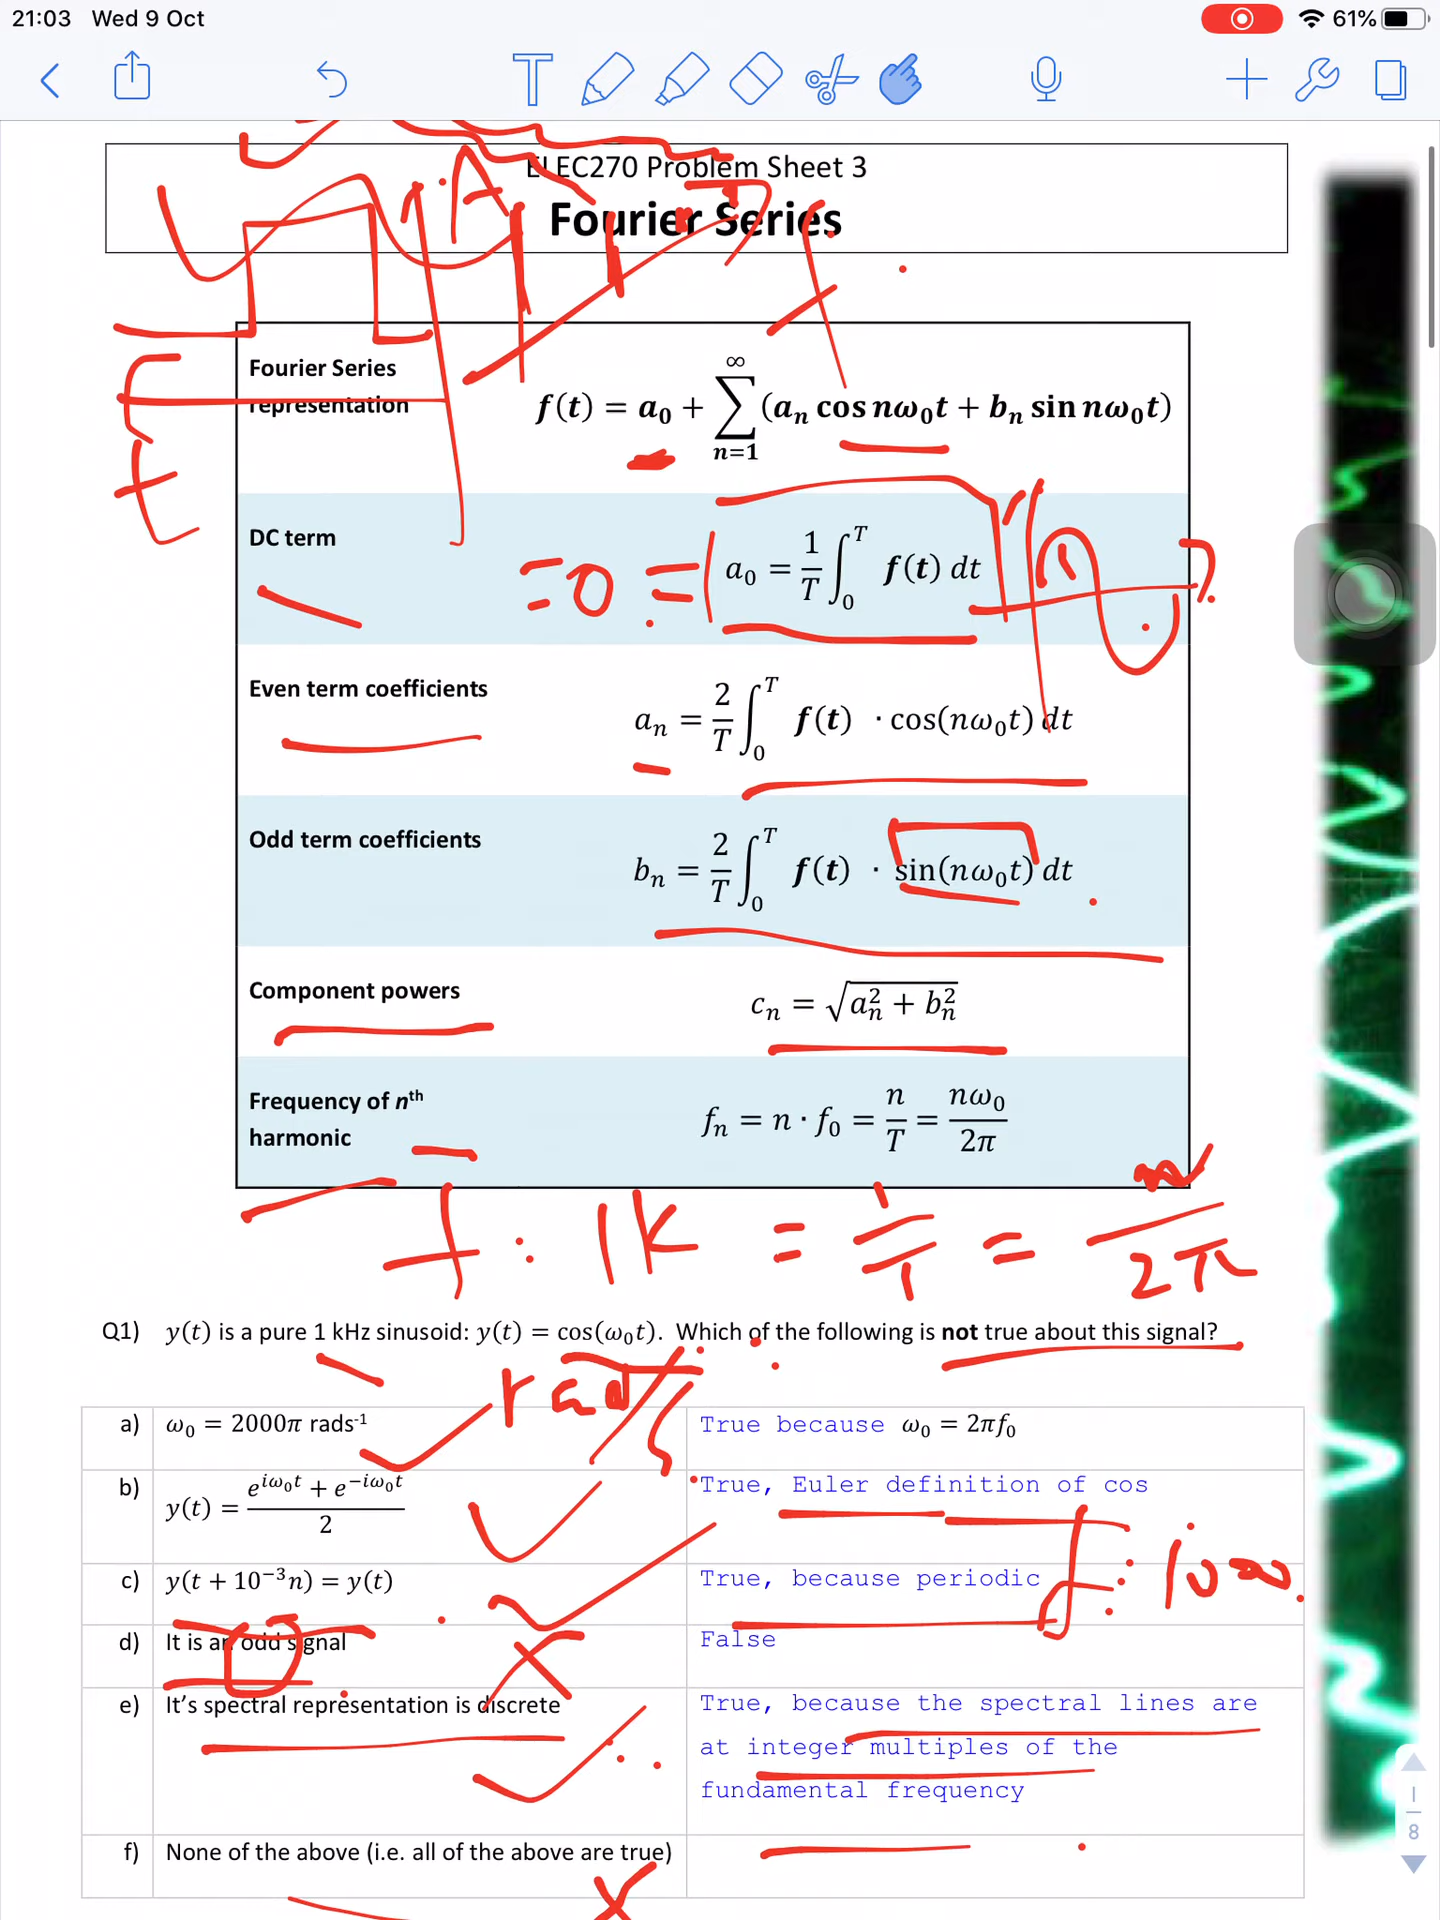 21:03 Wed 9 Oct 61%
ELEC270 Problem Sheet 3
Fourier Series
Fourier Series representation f(t) = a₀ + ∑_{n=1}^{∞} (aₙ cos nω₀t + bₙ sin nω₀t)
DC term = 0 = a₀ = 1/T ∫₀ᵀ f(t) dt
Even term coefficients aₙ = 2/T ∫₀ᵀ f(t) · cos(nω₀t) dt
Odd term coefficients bₙ = 2/T ∫₀ᵀ f(t) · sin(nω₀t) dt
Component powers cₙ = √(aₙ² + bₙ²)
Frequency of nᵗʰ harmonic fₙ = n · f₀ = n/T = nω₀/2π
f : 1k = 1/T = ω/2π
Q1) y(t) is a pure 1 kHz sinusoid: y(t) = cos(ω₀t). Which of the following is not true about this signal?
rad/s
a) ω₀ = 2000π rads⁻¹ True because ω₀ = 2πf₀
b) y(t) = (e^{iω₀t} + e^{−iω₀t})/2 True, Euler definition of cos
c) y(t + 10⁻³n) = y(t) True, because periodic f : 1000
d) It is an odd signal False
e) It's spectral representation is discrete True, because the spectral lines are
at integer multiples of the
fundamental frequency
f) None of the above (i.e. all of the above are true)
1
8